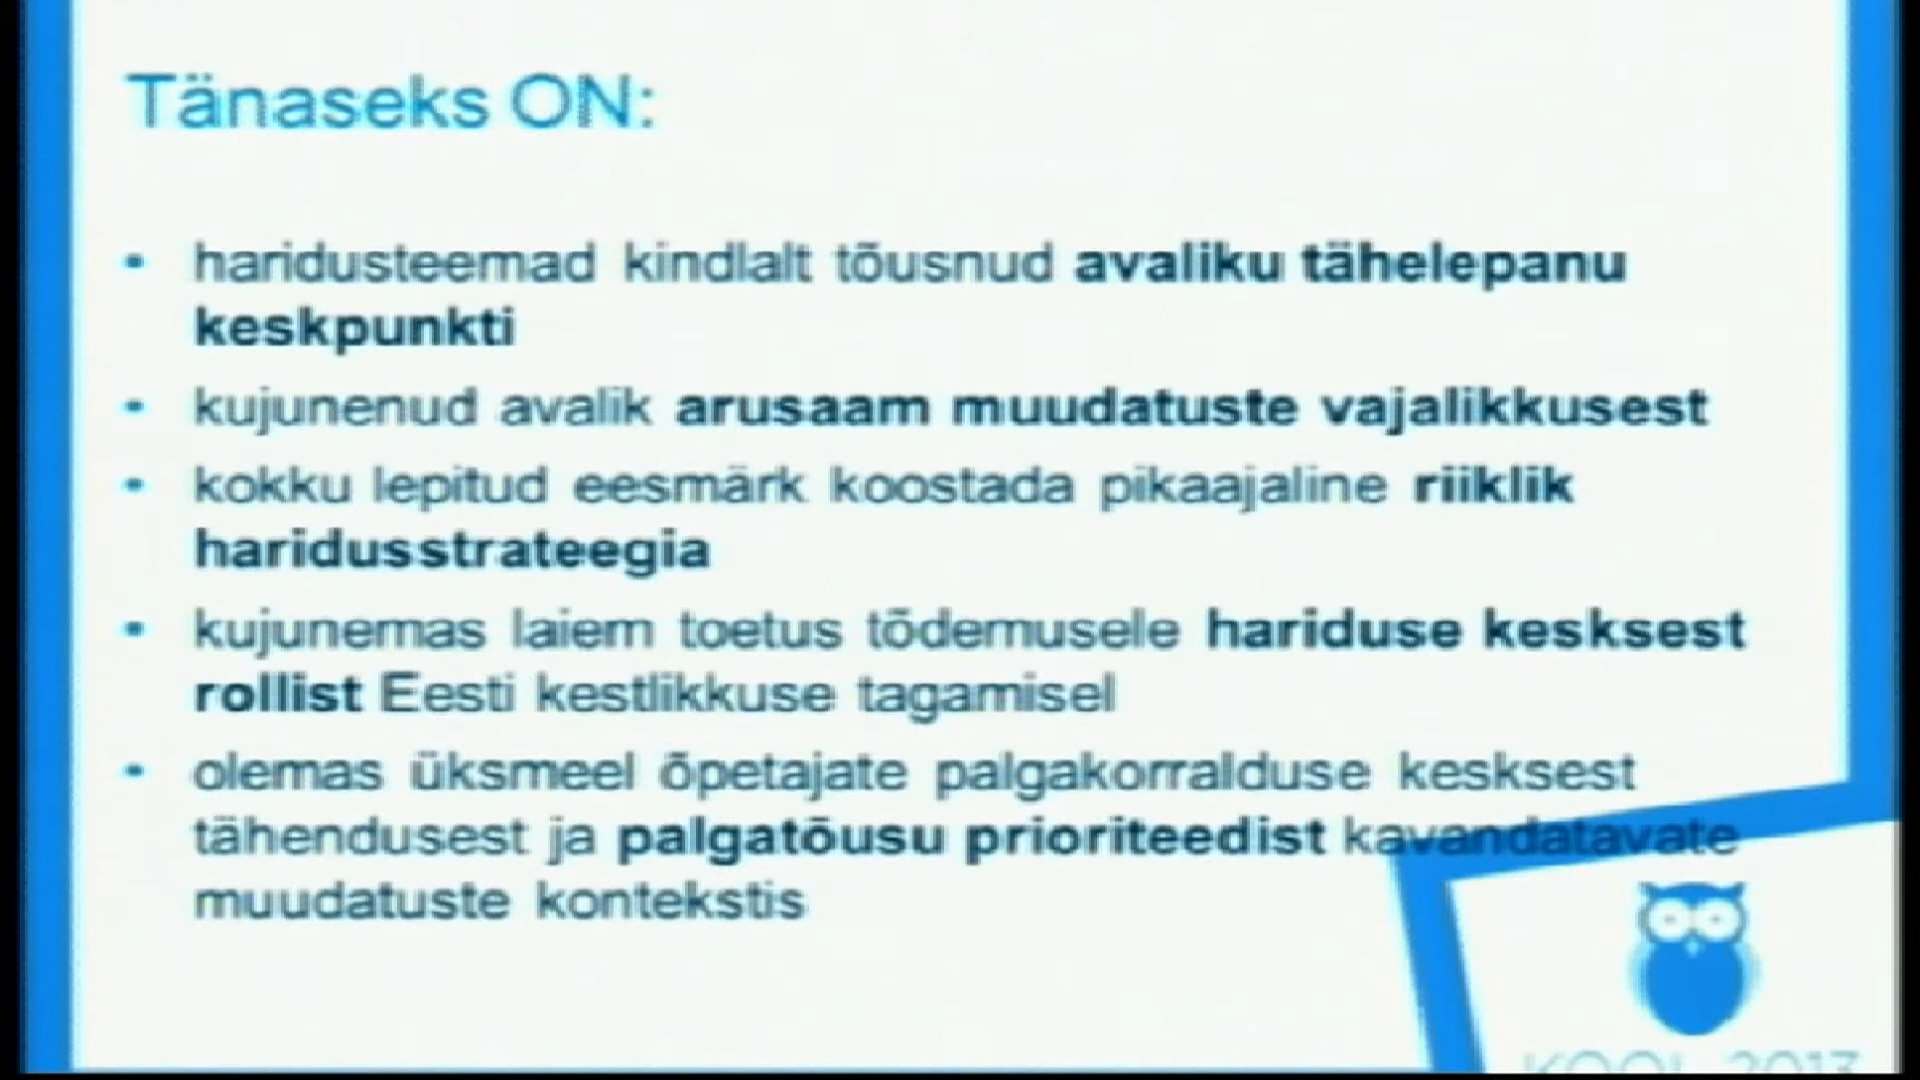 Tänaseks ON:
• haridusteemad kindlalt tõusnud avaliku tähelepanu
keskpunkti
• kujunenud avalik arusaam muudatuste vajalikkusest
• kokku lepitud eesmärk koostada pikaajaline riiklik
haridusstrateegia
• kujunemas laiem toetus tõdemusele hariduse kesksest
rollist Eesti kestlikkuse tagamisel
• olemas üksmeel õpetajate palgakorralduse kesksest
tähendusest ja palgatõusu prioriteedist kavandatavate
muudatuste kontekstis
KOOL 2013